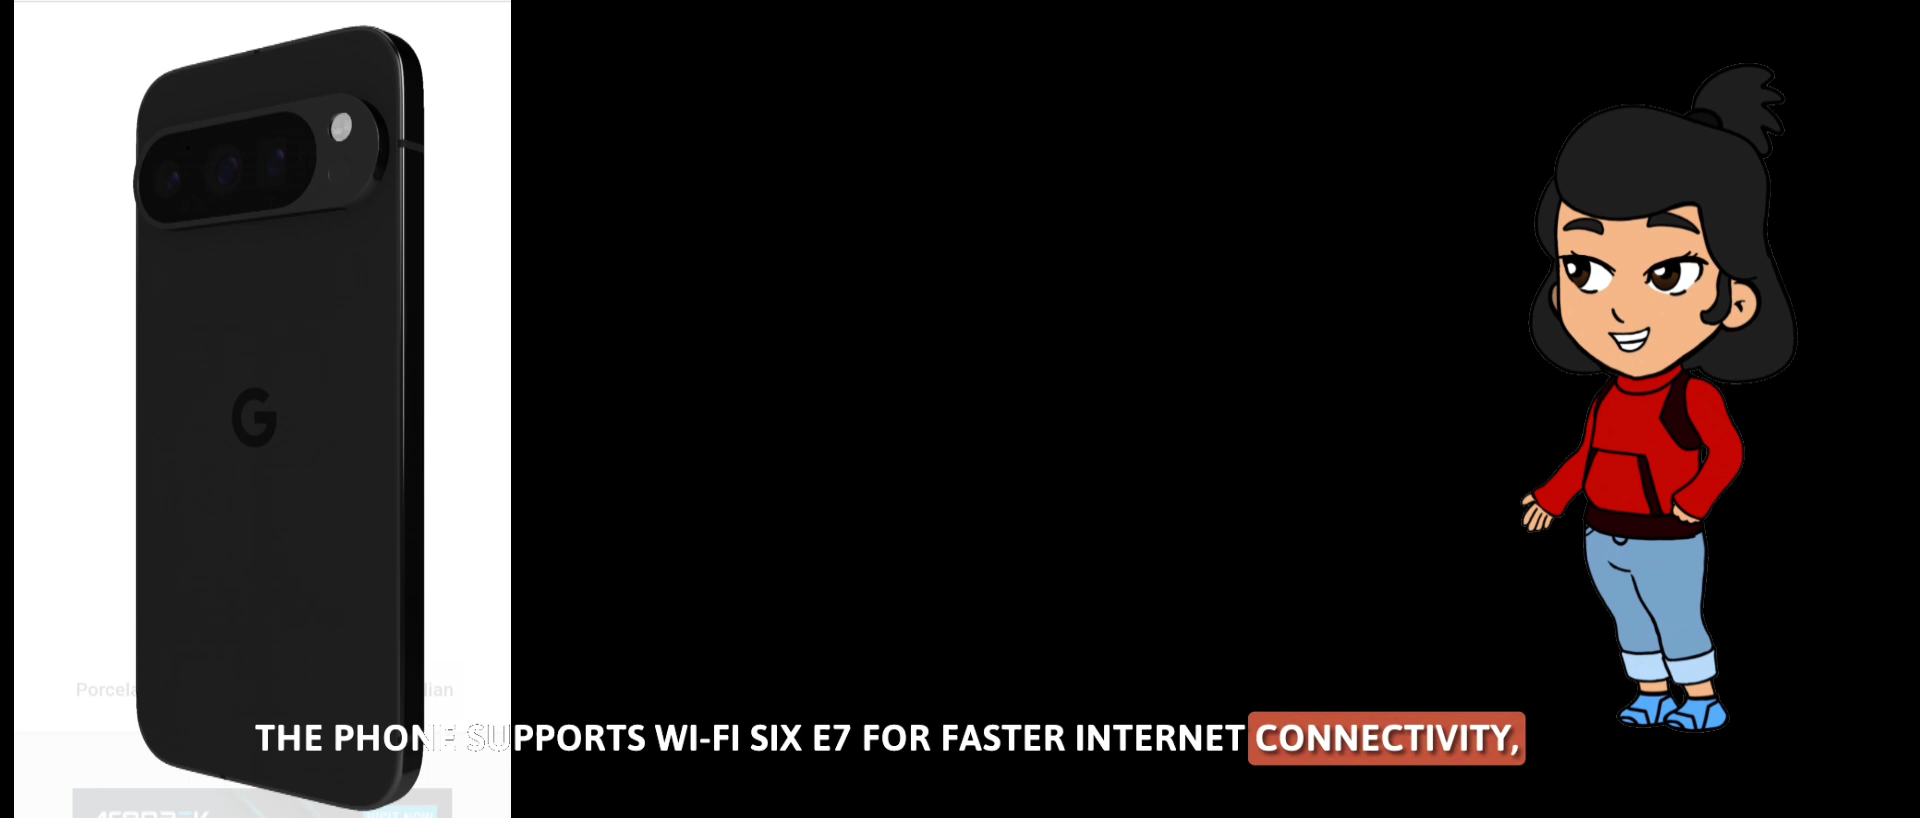 G
THE PHONE SUPPORTS WI-FI SIX E7 FOR FASTER INTERNET CONNECTIVITY,